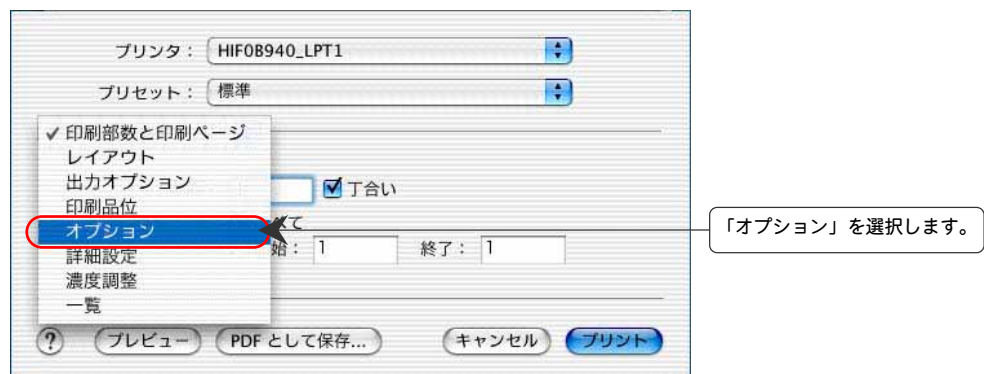 プリンタ： HIF0B940_LPT1
プリセット： 標準
✓ 印刷部数と印刷ページ
レイアウト
出力オプション
印刷品位
オプション
詳細設定
濃度調整
一覧
丁合い
べて
始： 1 終了： 1
「オプション」を選択します。
? プレビュー PDF として保存... キャンセル プリント